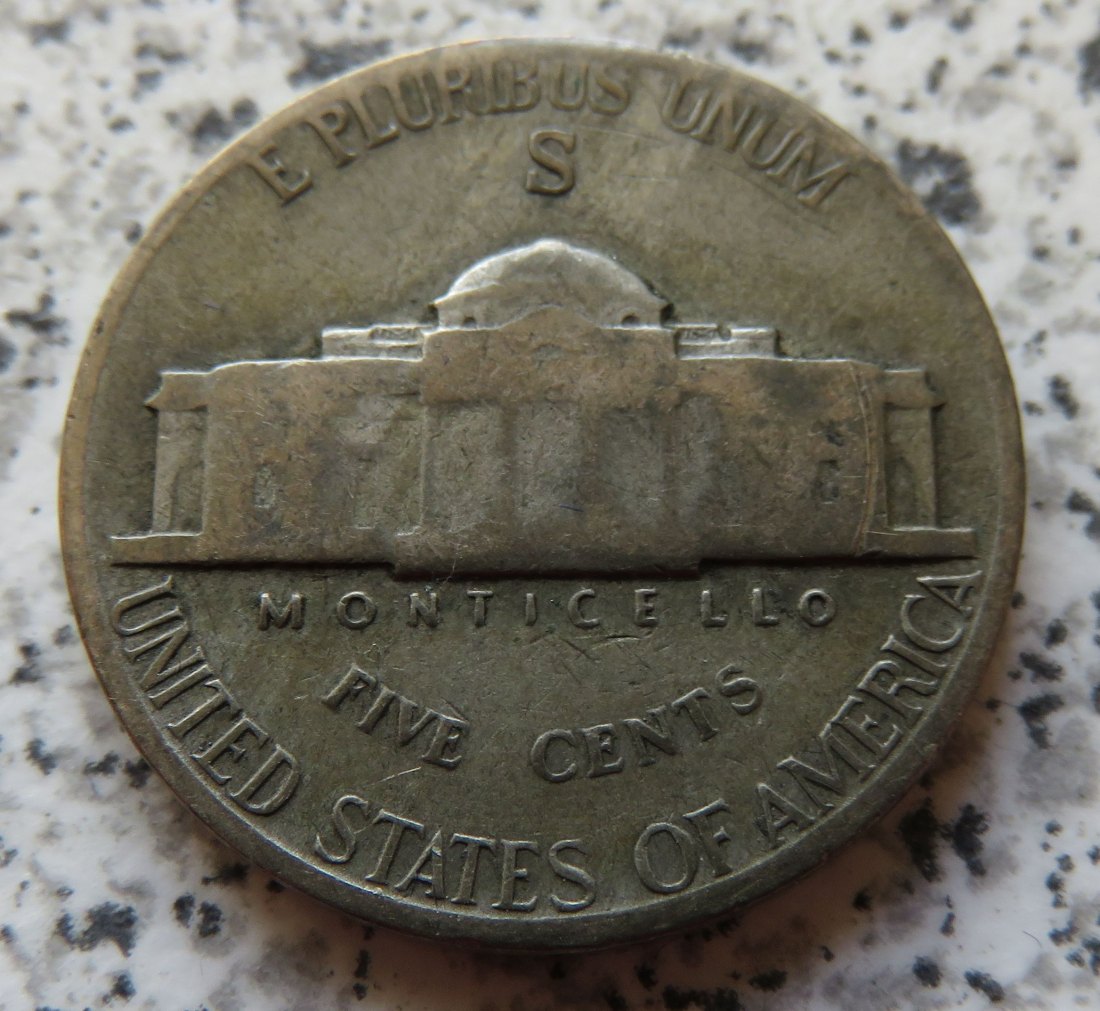 E PLURIBUS UNUM
S
MONTICELLO
FIVE CENTS
UNITED STATES OF AMERICA